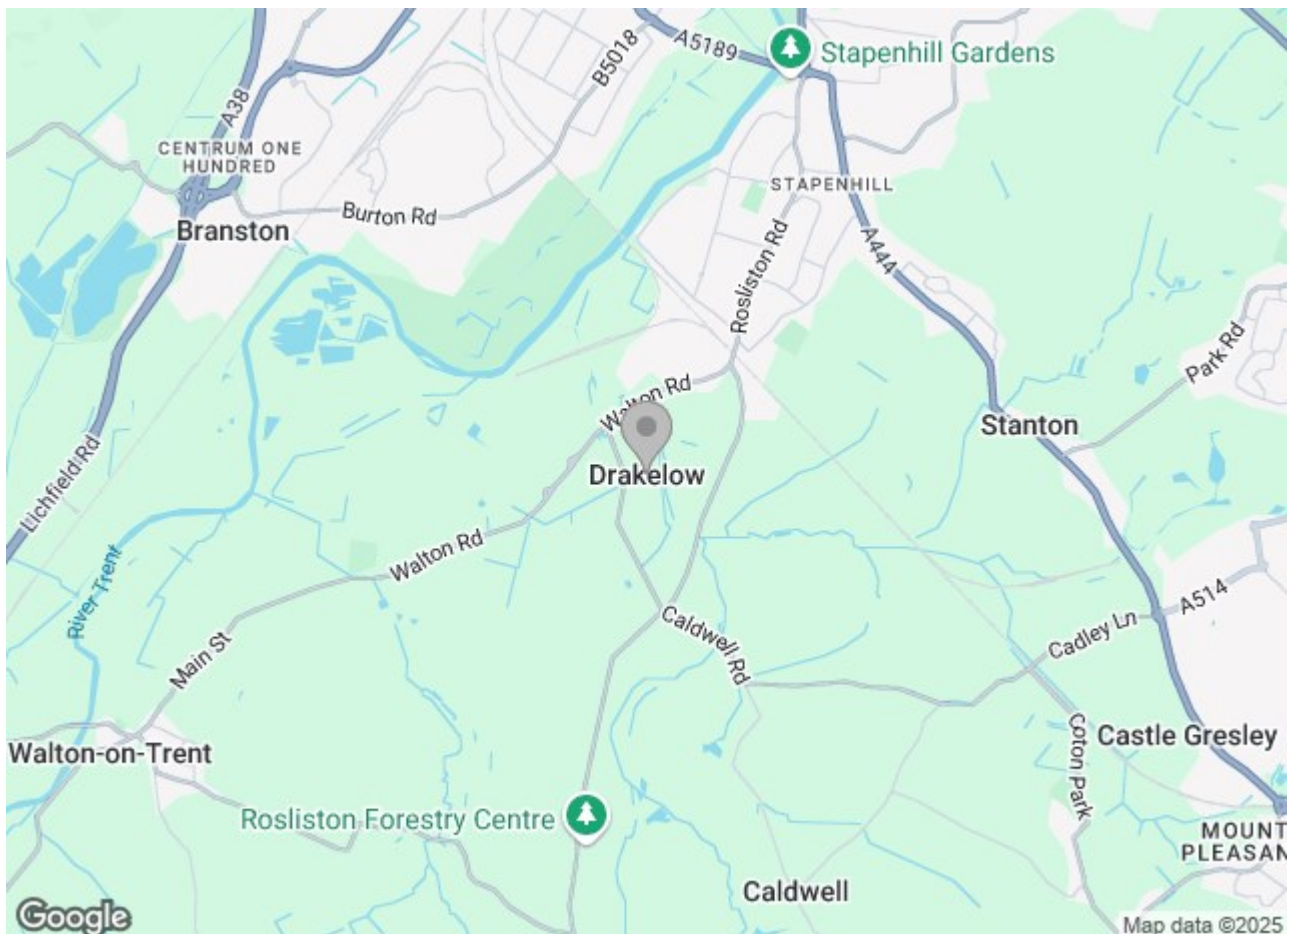 A5189
Stapenhill Gardens
B5018
A38
CENTRUM ONE
HUNDRED
STAPENHILL
Burton Rd
Branston
A444
Rosliston Rd
Park Rd
Walton Rd
Stanton
Lichfield Rd
Drakelow
Walton Rd
River Trent
A514
Caldwell Rd
Cadley Ln
Main St
Coton Park
Castle Gresley
Walton-on-Trent
Rosliston Forestry Centre
MOUNT
PLEASAN
Caldwell
Google
Map data ©2025